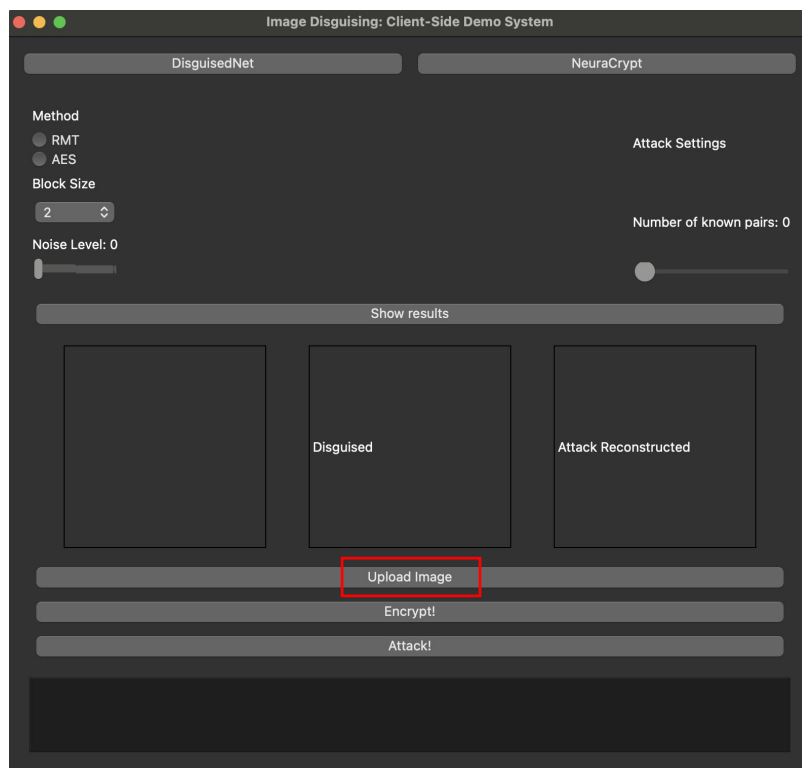 Image Disguising: Client-Side Demo System
DisguisedNet
NeuraCrypt
Method
RMT
AES
Block Size
2
Noise Level: 0
Attack Settings
Number of known pairs: 0
Show results
Disguised
Attack Reconstructed
Upload Image
Encrypt!
Attack!